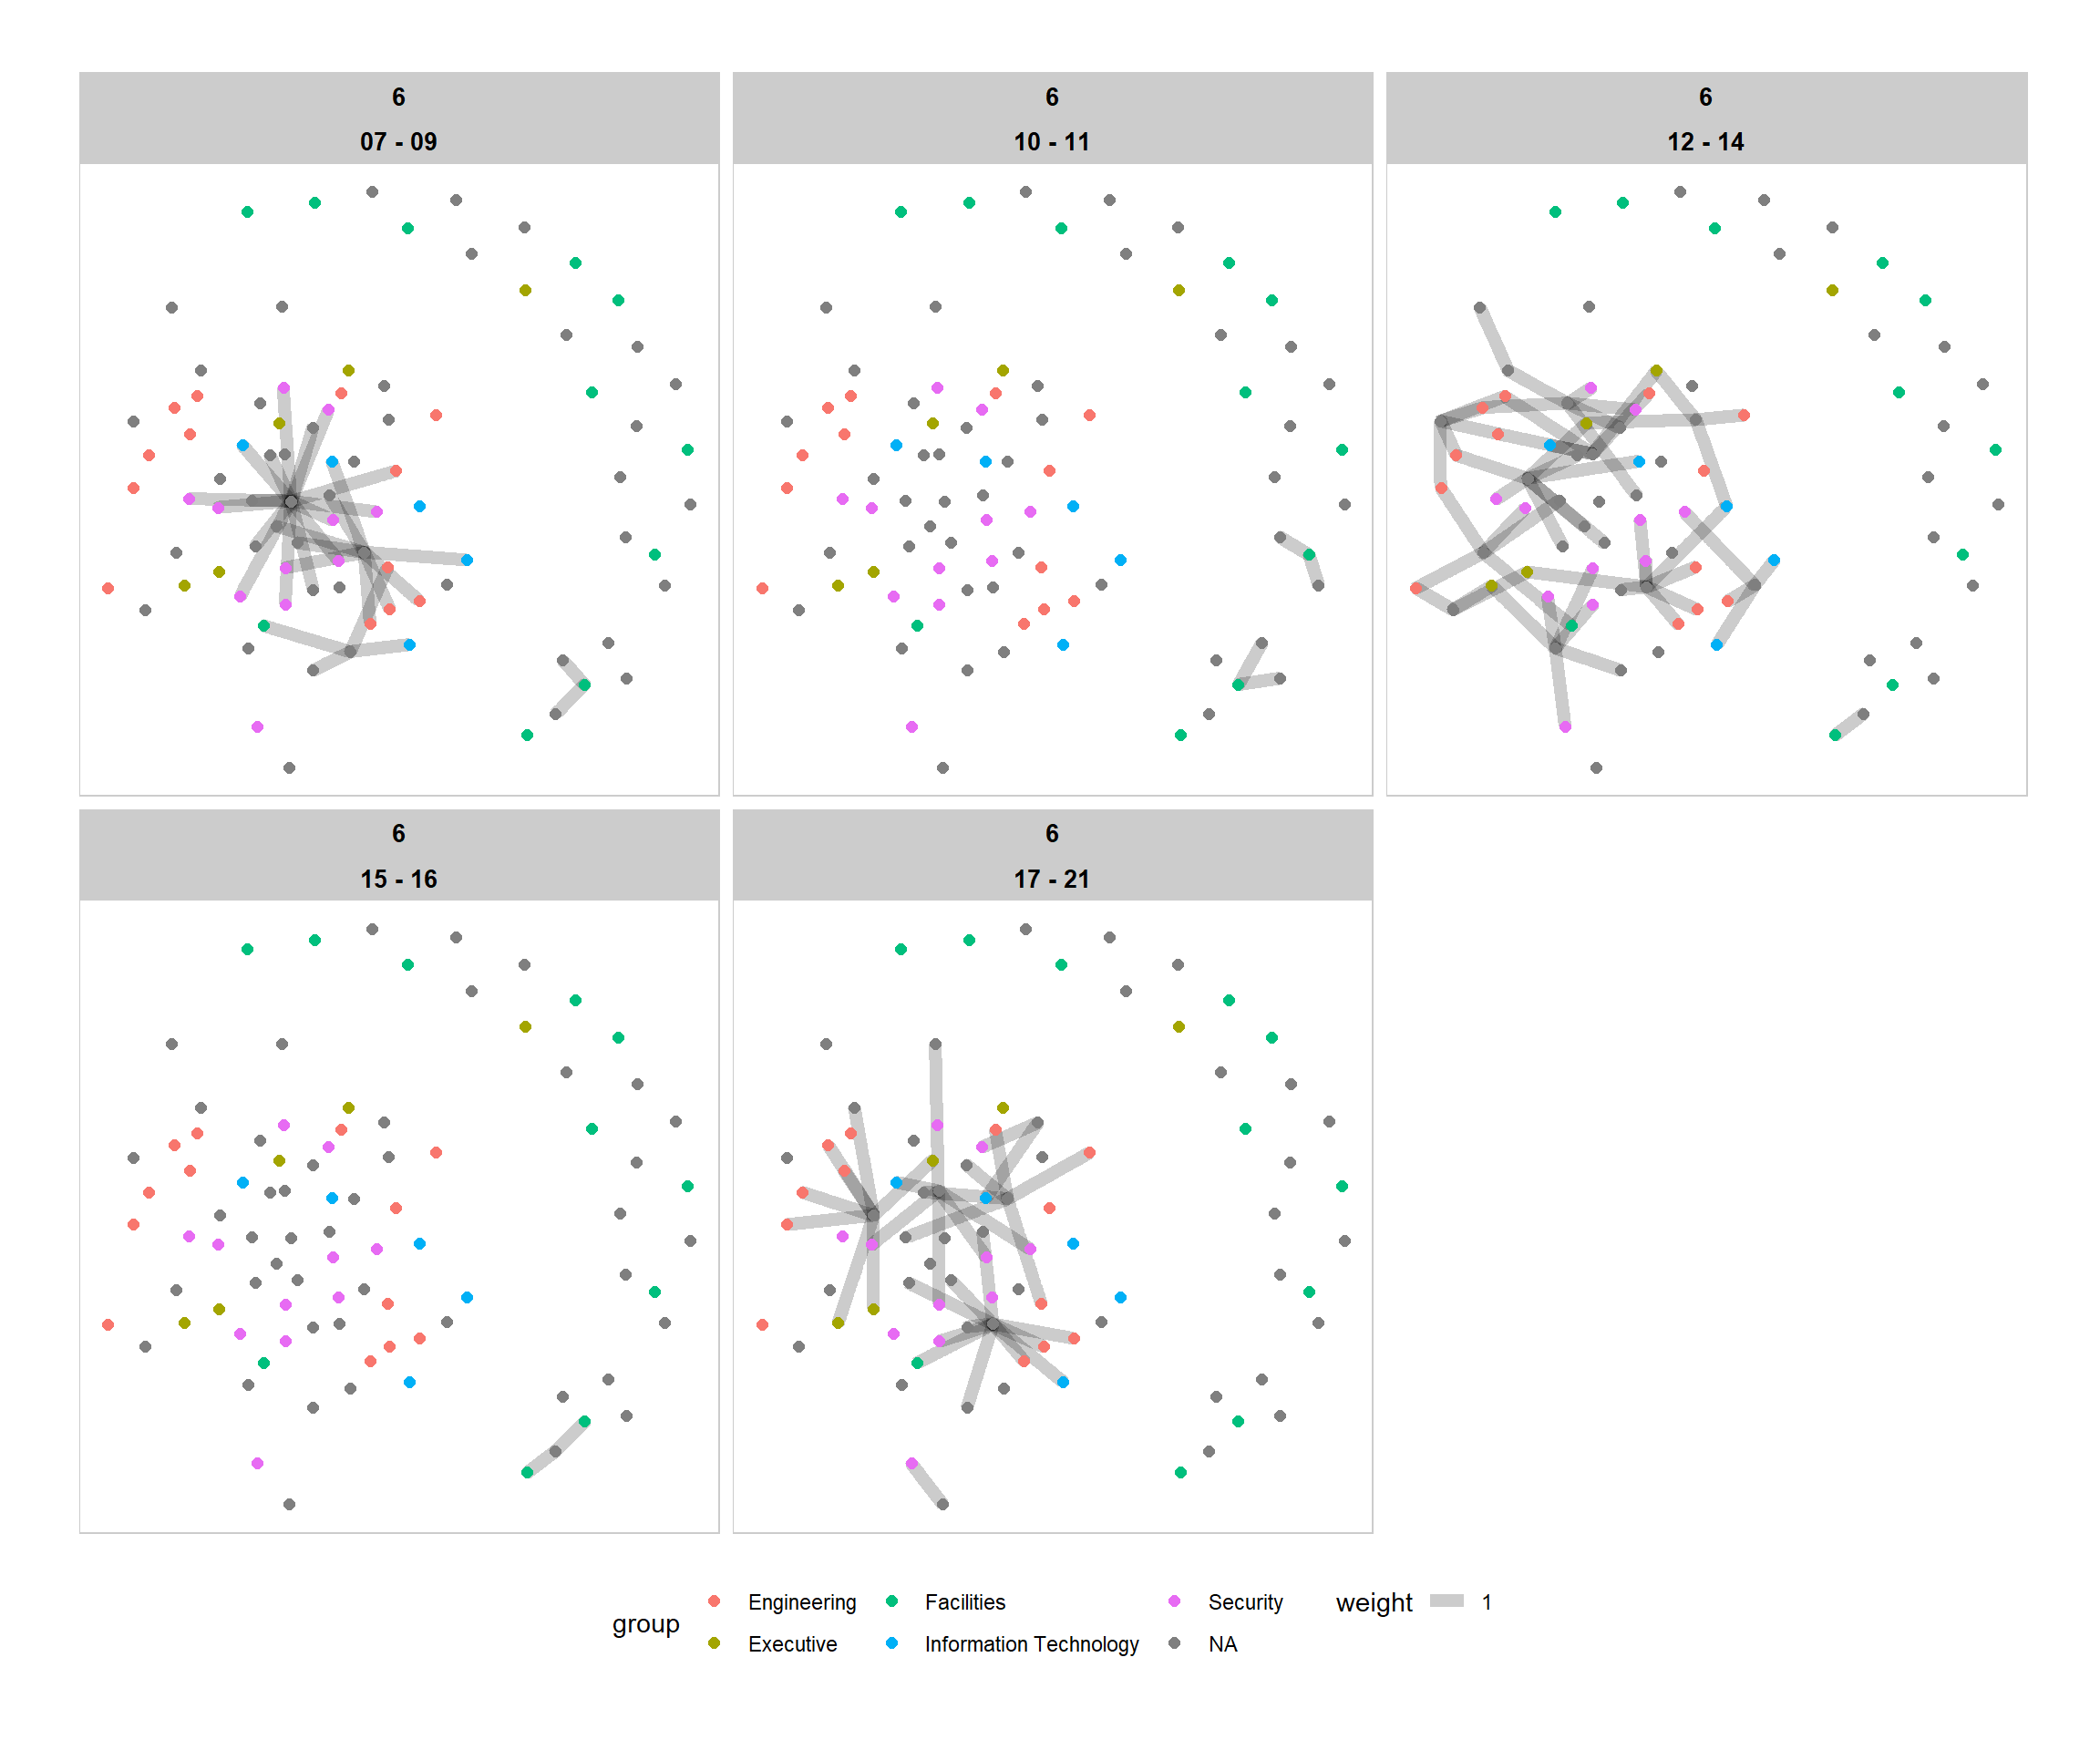 6
07 - 09
6
10 - 11
6
12 - 14
6
15 - 16
6
17 - 21
group
Engineering
Executive
Facilities
Information Technology
Security
NA
weight
1